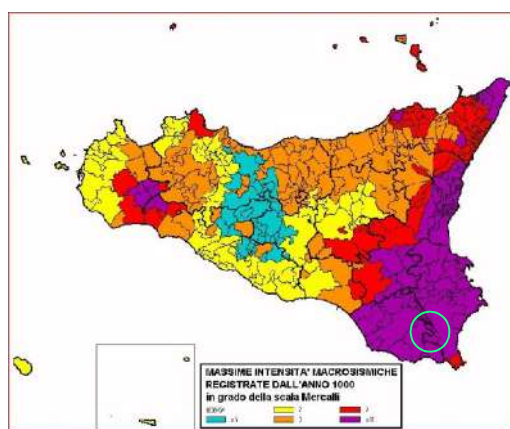 MASSIME INTENSITA' MACROSISMICHE
REGISTRATE DALL'ANNO 1000
in grado della scala Mercalli